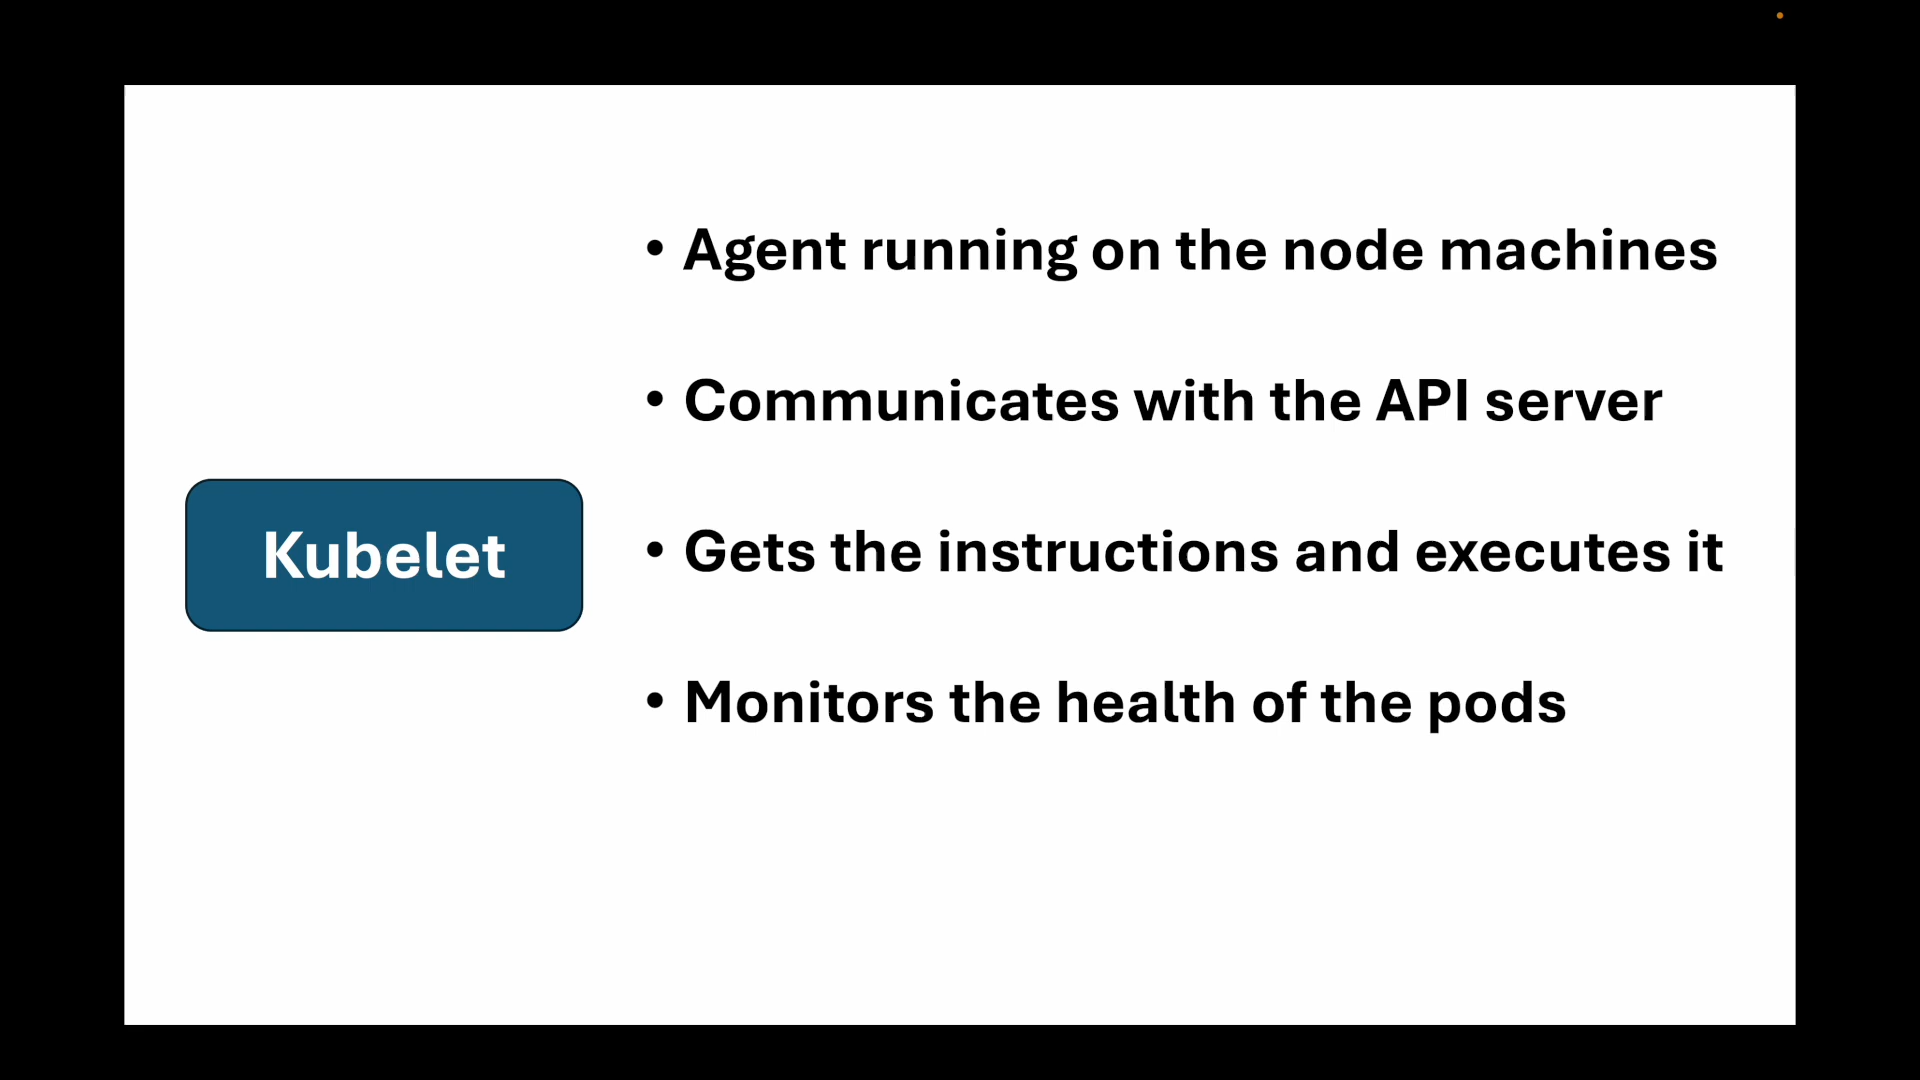 Kubelet
• Agent running on the node machines
• Communicates with the API server
• Gets the instructions and executes it
• Monitors the health of the pods